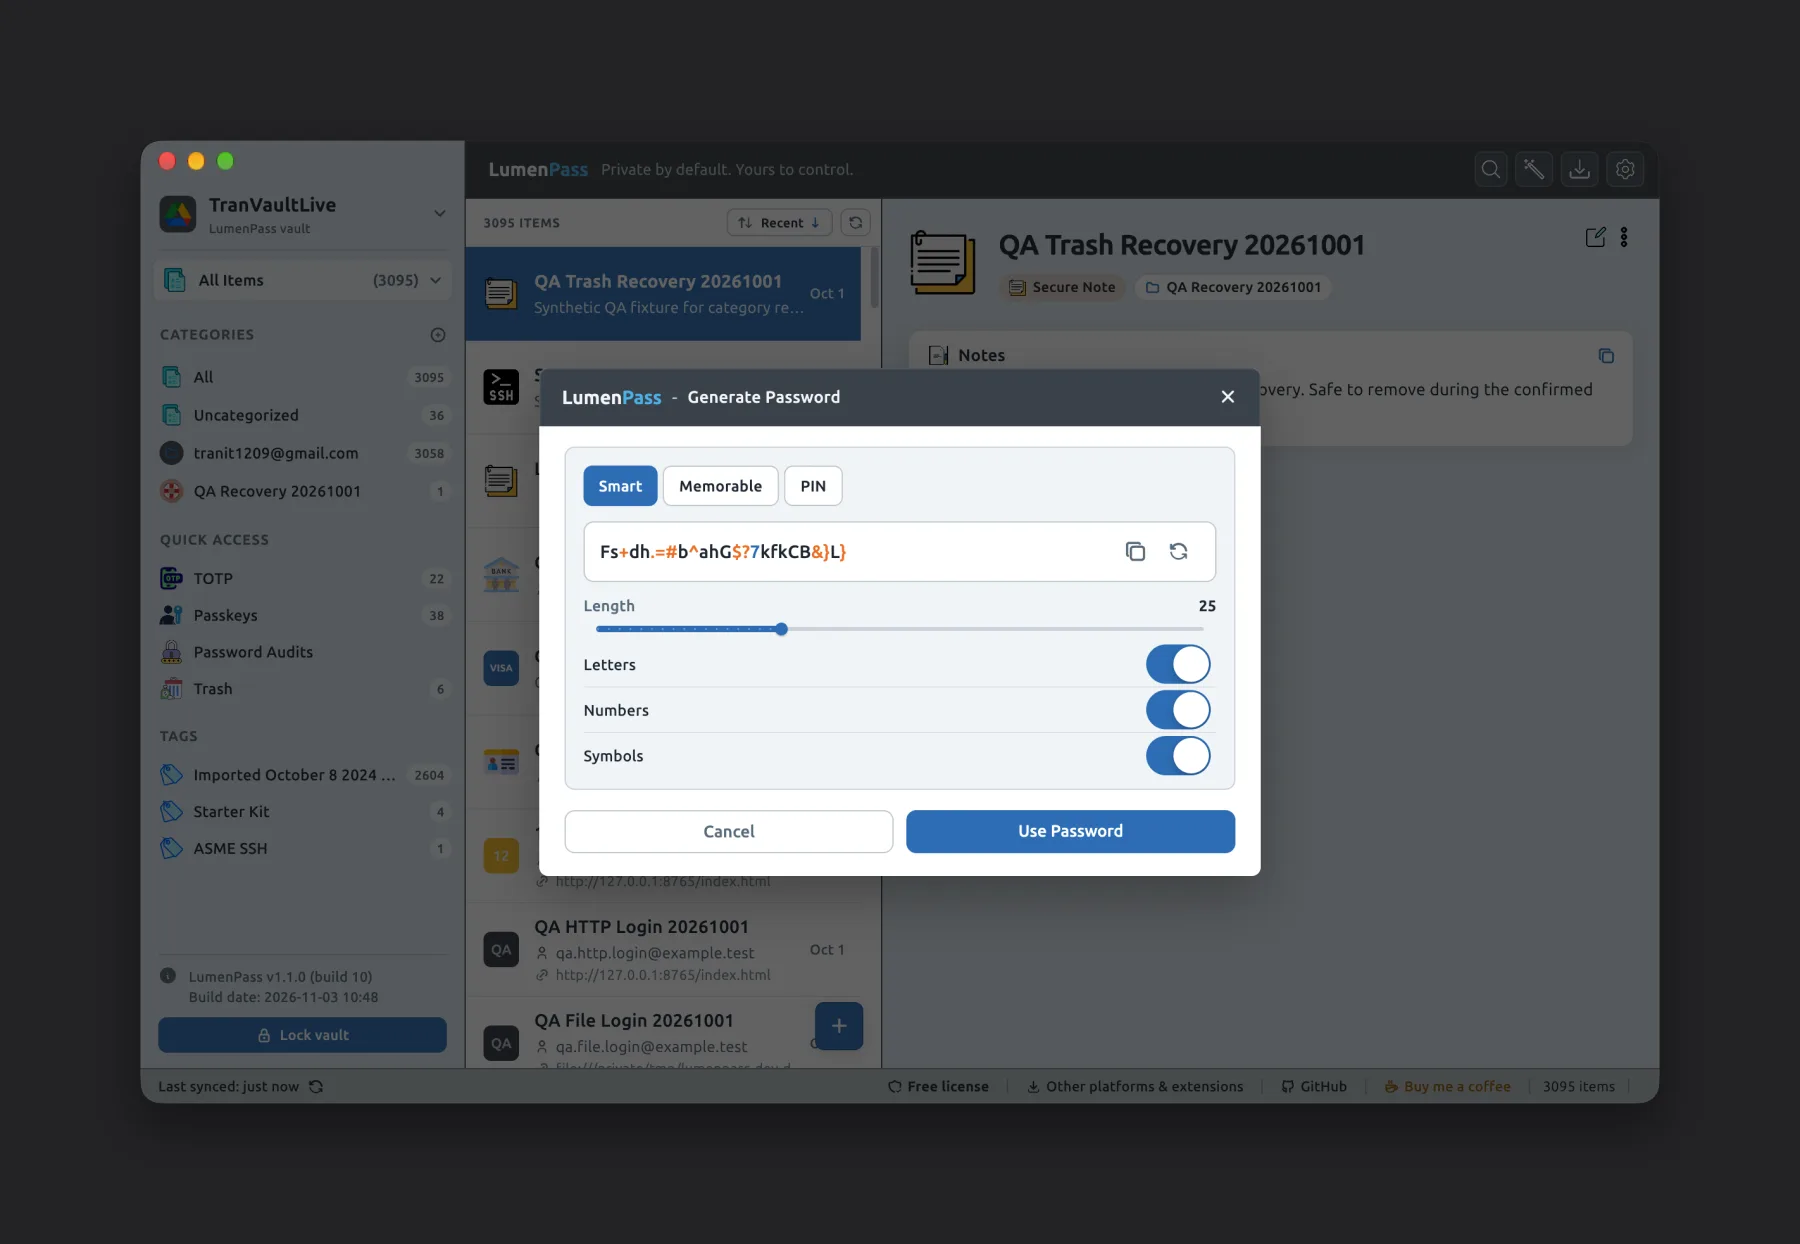 TranVaultLive
LumenPass vault
All Items (3095)
CATEGORIES
All 3095
Uncategorized 36
tranit1209@gmail.com 3058
QA Recovery 20261001 1
QUICK ACCESS
TOTP 22
Passkeys 38
Password Audits
Trash 6
TAGS
Imported October 8 2024 ... 2604
Starter Kit 4
ASME SSH 1
LumenPass v1.1.0 (build 10)
Build date: 2026-11-03 10:48
Lock vault
LumenPass Private by default. Yours to control.
3095 ITEMS Recent
QA Trash Recovery 20261001
Synthetic QA fixture for category re...
Oct 1
SSH
BANK
VISA
12
http://127.0.0.1:8765/index.html
QA
QA HTTP Login 20261001
qa.http.login@example.test
http://127.0.0.1:8765/index.html
Oct 1
QA
QA File Login 20261001
qa.file.login@example.test
QA Trash Recovery 20261001
Secure Note QA Recovery 20261001
Notes
overy. Safe to remove during the confirmed
LumenPass - Generate Password
Smart Memorable PIN
Fs+dh.=#b^ahG$?7kfkCB&}L}
Length 25
Letters
Numbers
Symbols
Cancel Use Password
Last synced: just now
Free license Other platforms & extensions GitHub Buy me a coffee 3095 items